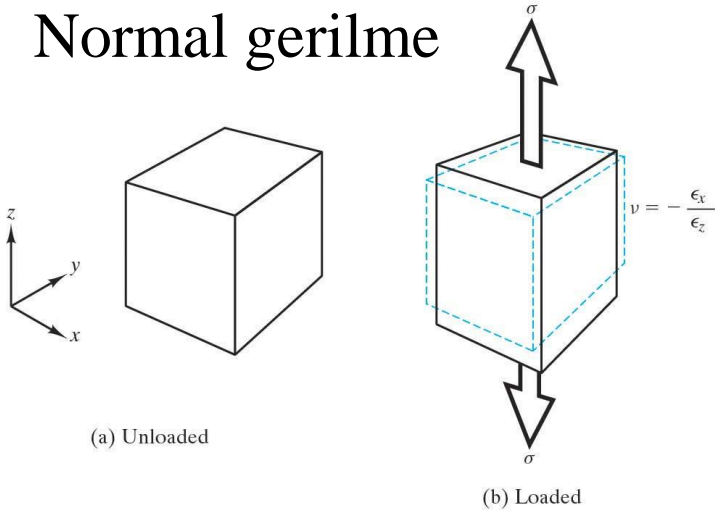 Normal gerilme
σ
z
y
x
ν = − ϵx / ϵz
σ
(a) Unloaded
(b) Loaded